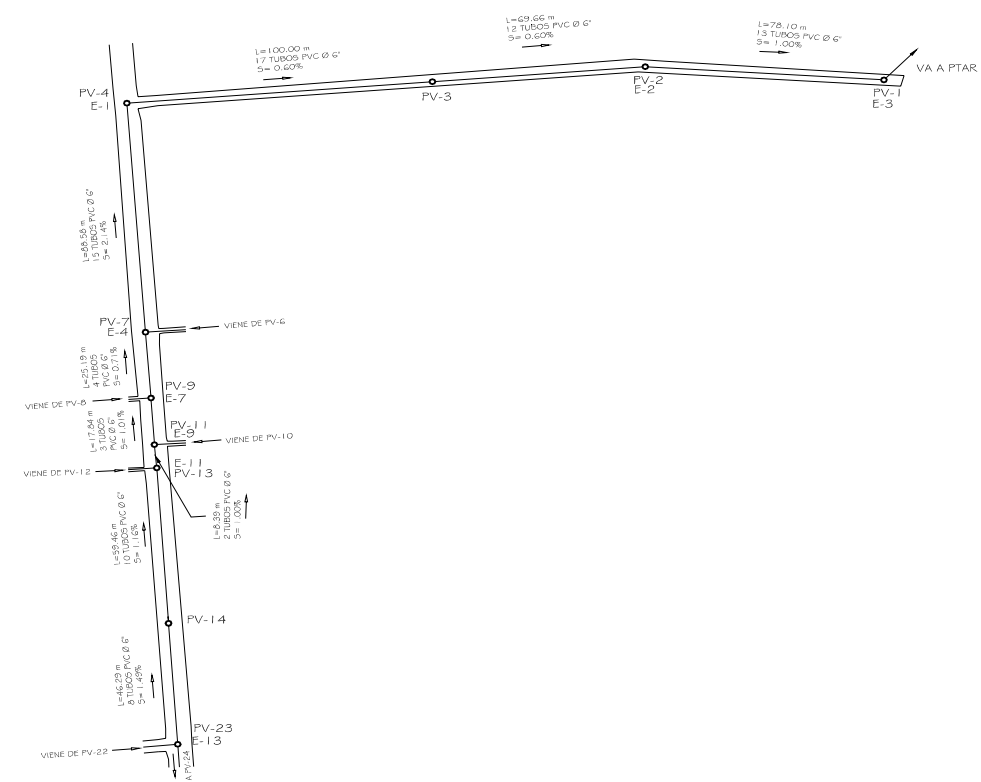 L=69.66 m
12 TUBOS PVC Ø 6"
S= 0.60%
L=78.10 m
13 TUBOS PVC Ø 6"
S= 1.00%
L=100.00 m
17 TUBOS PVC Ø 6"
S= 0.60%
VA A PTAR
PV-4
E-1
PV-3
PV-2
E-2
PV-1
E-3
L=88.58 m
15 TUBOS PVC Ø 6"
S= 2.14%
PV-7
E-4
VIENE DE PV-6
L=25.19 m
4 TUBOS
PVC Ø 6"
S= 0.71%
PV-9
E-7
VIENE DE PV-8
L=17.84 m
3 TUBOS
PVC Ø 6"
S= 1.01%
PV-11
E-9
VIENE DE PV-10
E-11
PV-13
VIENE DE PV-12
L=8.39 m
2 TUBOS PVC Ø 6"
S= 1.00%
L=59.46 m
10 TUBOS PVC Ø 6"
S= 1.16%
PV-14
L=46.29 m
8 TUBOS PVC Ø 6"
S= 1.49%
PV-23
E-13
VIENE DE PV-22
A PV-24